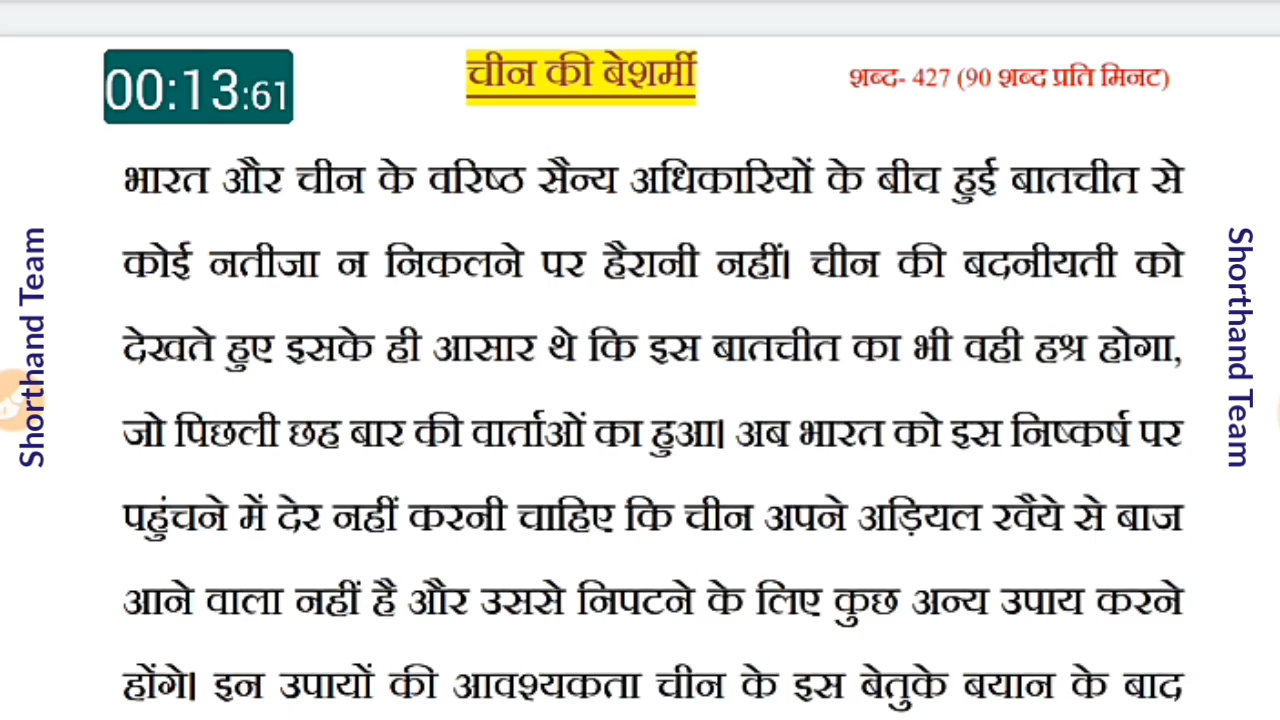 00:13:61
चीन की बेशर्मी
शब्द- 427 (90 शब्द प्रति मिनट)
भारत और चीन के वरिष्ठ सैन्य अधिकारियों के बीच हुई बातचीत से
कोई नतीजा न निकलने पर हैरानी नहीं। चीन की बदनीयती को
देखते हुए इसके ही आसार थे कि इस बातचीत का भी वही हश्र होगा,
जो पिछली छह बार की वार्ताओं का हुआ। अब भारत को इस निष्कर्ष पर
पहुंचने में देर नहीं करनी चाहिए कि चीन अपने अड़ियल रवैये से बाज
आने वाला नहीं है और उससे निपटने के लिए कुछ अन्य उपाय करने
होंगे। इन उपायों की आवश्यकता चीन के इस बेतुके बयान के बाद
Shorthand Team
Shorthand Team